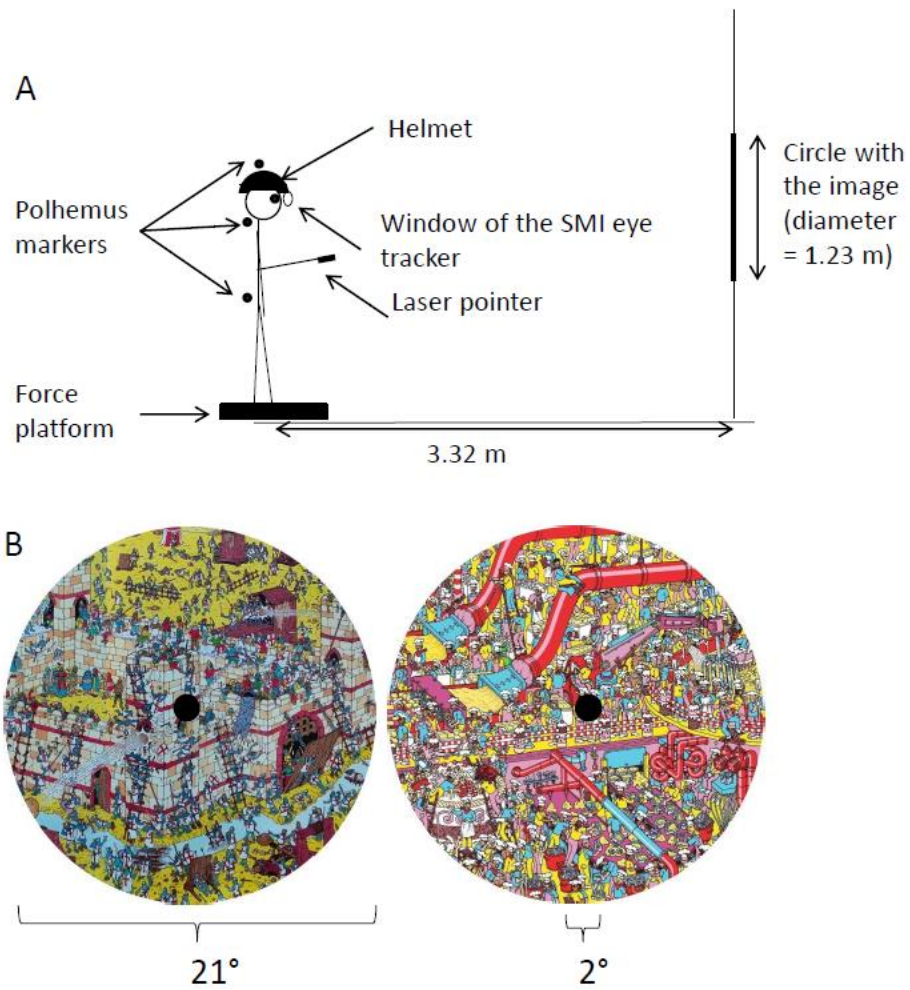 A
Helmet
Polhemus
markers
Window of the SMI eye
tracker
Laser pointer
Circle with
the image
(diameter
= 1.23 m)
Force
platform
3.32 m
B
21°
2°